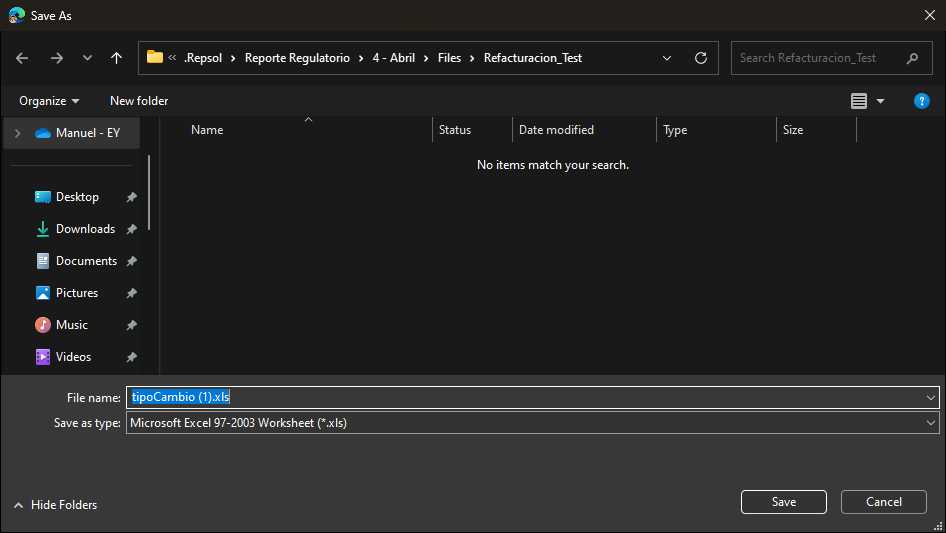 Save As
« .Repsol > Reporte Regulatorio > 4 - Abril > Files > Refacturacion_Test
Search Refacturacion_Test
Organize New folder
Manuel - EY
Name Status Date modified Type Size
No items match your search.
Desktop
Downloads
Documents
Pictures
Music
Videos
File name: tipoCambio (1).xls
Save as type: Microsoft Excel 97-2003 Worksheet (*.xls)
Hide Folders
Save Cancel